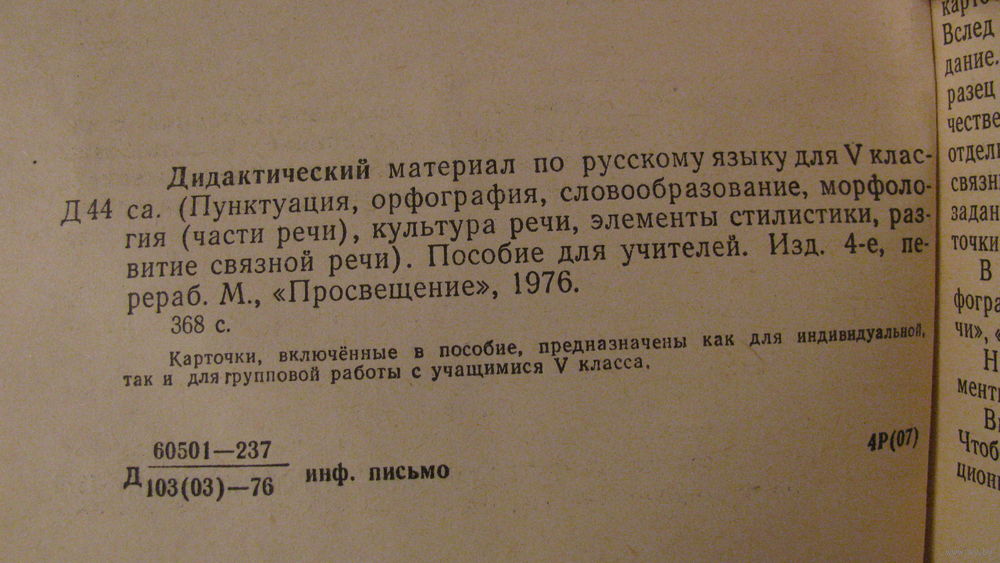 Дидактический материал по русскому языку для V клас-
Д 44 са. (Пунктуация, орфография, словообразование, морфоло-
гия (части речи), культура речи, элементы стилистики, раз-
витие связной речи). Пособие для учителей. Изд. 4-е, пе-
рераб. М., «Просвещение», 1976.
368 с.
Карточки, включённые в пособие, предназначены как для индивидуальной,
так и для групповой работы с учащимися V класса.
60501—237
Д инф. письмо
103(03)—76
4Р(07)
Вслед
дание.
разец
честве
отдел
связн
задан
точки
В
фогра
чи», «
Н
мент
В
Чтоб
цион